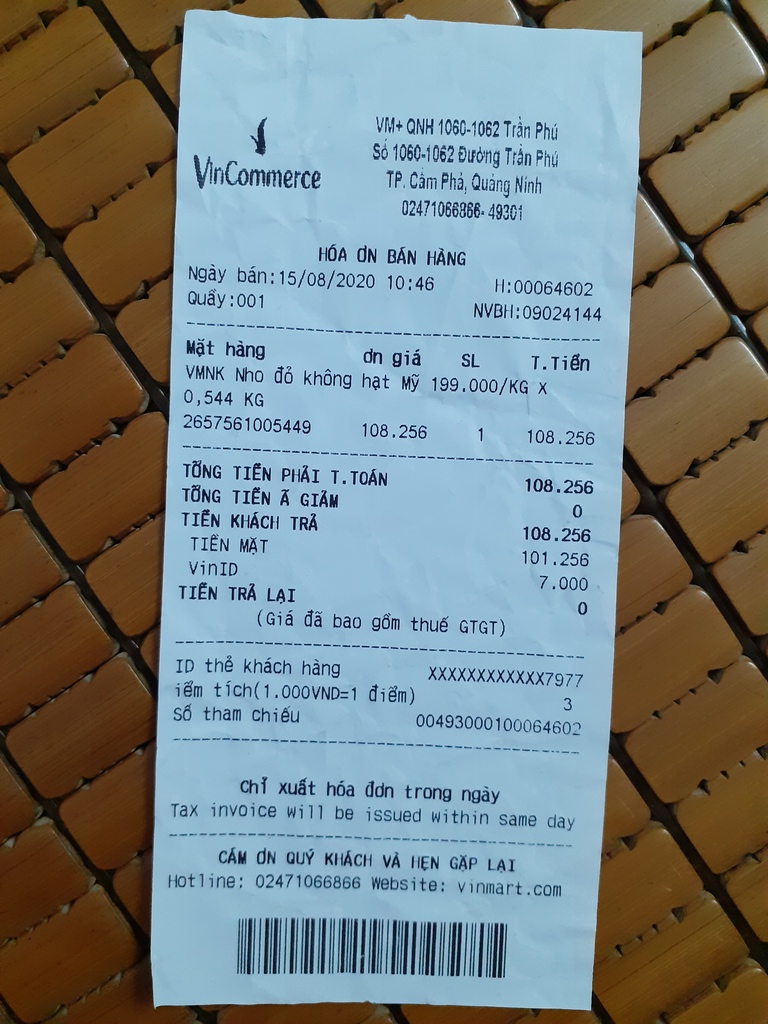 VinCommerce
VM+ QNH 1060-1062 Trần Phú
Số 1060-1062 Đường Trần Phú
TP. Cẩm Phả, Quảng Ninh
02471066866- 49301
HÓA ƠN BÁN HÀNG
Ngày bán:15/08/2020 10:46 H:00064602
Quầy:001 NVBH:09024144
Mặt hàng ơn giá SL T.Tiền
VMNK Nho đỏ không hạt Mỹ 199.000/KG X
0,544 KG
2657561005449 108.256 1 108.256
TỔNG TIỀN PHẢI T.TOÁN 108.256
TỔNG TIỀN Ã GIẢM 0
TIỀN KHÁCH TRẢ 108.256
TIỀN MẶT 101.256
VinID 7.000
TIỀN TRẢ LẠI 0
(Giá đã bao gồm thuế GTGT)
ID thẻ khách hàng XXXXXXXXXXXX7977
iểm tích(1.000VND=1 điểm) 3
Số tham chiếu 00493000100064602
Chỉ xuất hóa đơn trong ngày
Tax invoice will be issued within same day
CẢM ƠN QUÝ KHÁCH VÀ HẸN GẶP LẠI
Hotline: 02471066866 Website: vinmart.com